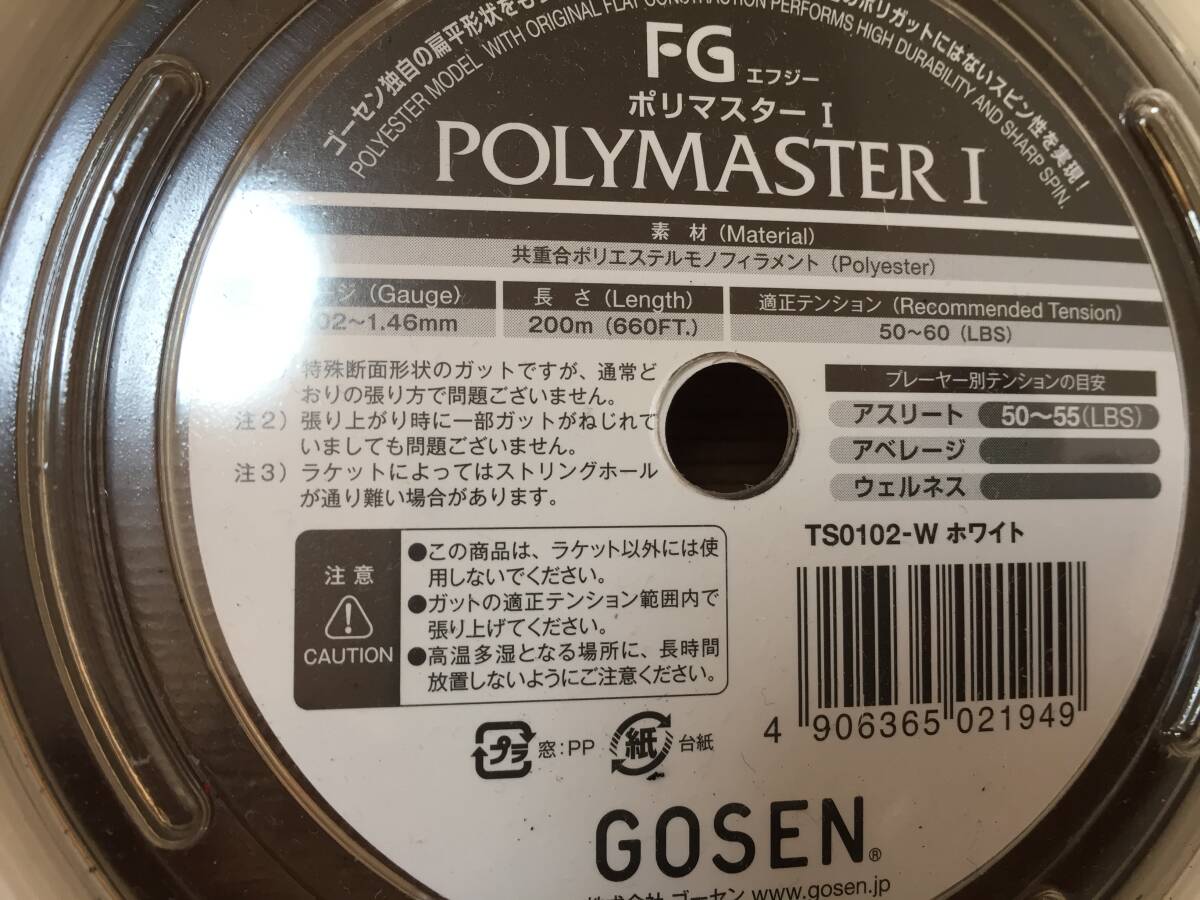 ゴーセン独自の扁平形状をも
ポリガットにはないスピン性を実現!
POLYESTER MODEL WITH ORIGINAL FLAT CONSTRUCTION PERFORMS HIGH DURABILITY AND SHARP SPIN.
FG エフジー
ポリマスター I
POLYMASTER I
素 材 (Material)
共重合ポリエステルモノフィラメント (Polyester)
ジ (Gauge)
02~1.46mm
長 さ (Length)
200m (660FT.)
適正テンション (Recommended Tension)
50~60 (LBS)
特殊断面形状のガットですが、通常ど
おりの張り方で問題ございません。
注2) 張り上がり時に一部ガットがねじれて
いましても問題ございません。
注3) ラケットによってはストリングホール
が通り難い場合があります。
プレーヤー別テンションの目安
アスリート 50~55(LBS)
アベレージ
ウェルネス
TS0102-W ホワイト
注 意
CAUTION
●この商品は、ラケット以外には使
用しないでください。
●ガットの適正テンション範囲内で
張り上げてください。
●高温多湿となる場所に、長時間
放置しないようにご注意ください。
4 906365 021949
プラ 窓:PP 紙 台紙
GOSEN®
株式会社 ゴーセン www.gosen.jp